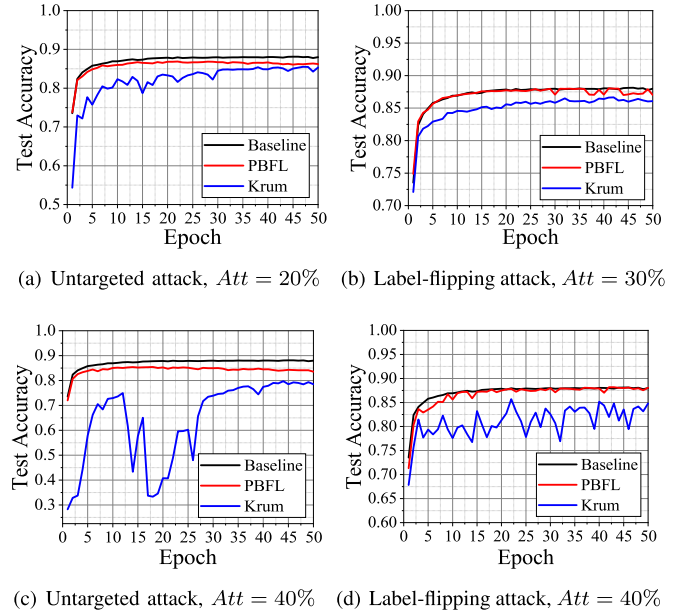 1.0
0.9
0.8
0.7
0.6
0.5
Test Accuracy
Baseline
PBFL
Krum
0 5 10 15 20 25 30 35 40 45 50
Epoch
(a) Untargeted attack, Att = 20%
1.00
0.95
0.90
0.85
0.80
0.75
0.70
Test Accuracy
Baseline
PBFL
Krum
0 5 10 15 20 25 30 35 40 45 50
Epoch
(b) Label-flipping attack, Att = 30%
1.0
0.9
0.8
0.7
0.6
0.5
0.4
0.3
Test Accuracy
Baseline
PBFL
Krum
0 5 10 15 20 25 30 35 40 45 50
Epoch
(c) Untargeted attack, Att = 40%
1.00
0.95
0.90
0.85
0.80
0.75
0.70
0.65
0.60
Test Accuracy
Baseline
PBFL
Krum
0 5 10 15 20 25 30 35 40 45 50
Epoch
(d) Label-flipping attack, Att = 40%